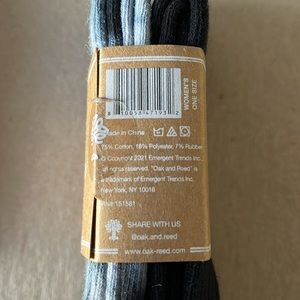 WOMEN'S
ONE SIZE
Made in China
75% Cotton, 18% Polyester, 7% Rubber
© Copyright 2021 Emergent Trends Inc.,
all rights reserved. "Oak and Reed" is
a trademark of Emergent Trends Inc.
New York, NY 10018
151581
SHARE WITH US
@oak.and.reed
www.oak-reed.com